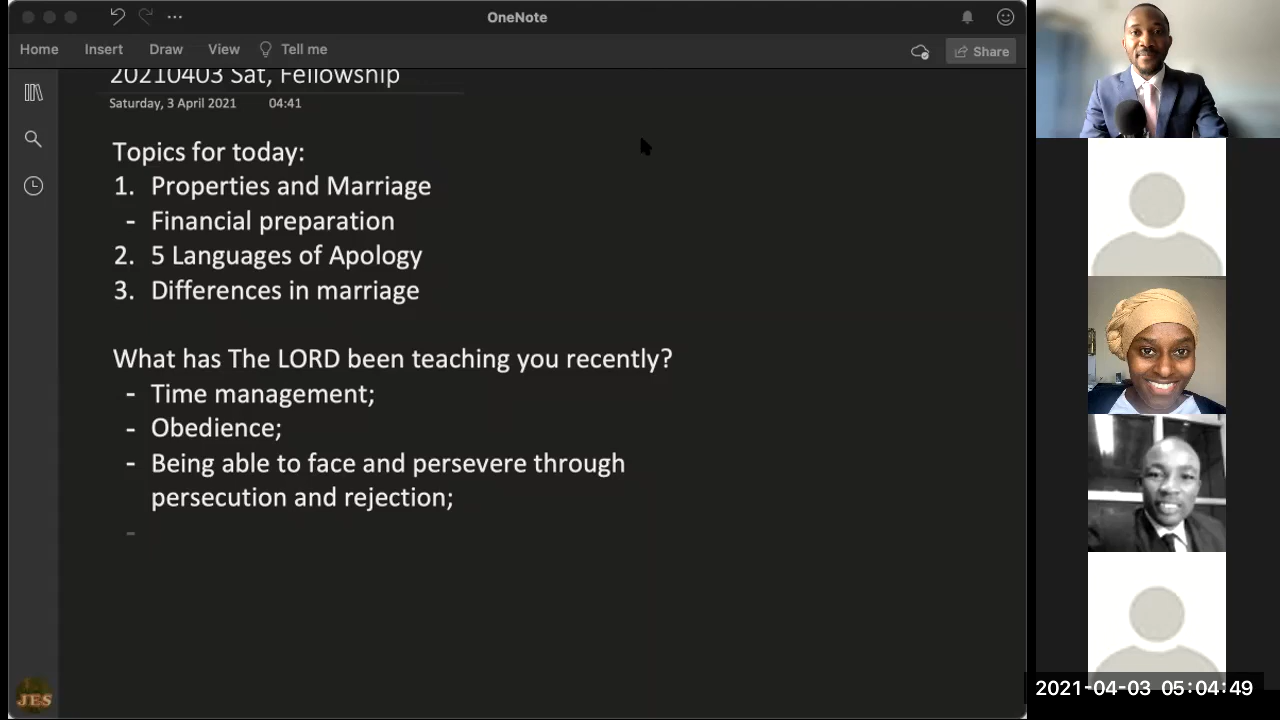 OneNote
Home Insert Draw View Tell me Share
20210403 Sat, Fellowship
Saturday, 3 April 2021 04:41
Topics for today:
1. Properties and Marriage
- Financial preparation
2. 5 Languages of Apology
3. Differences in marriage
What has The LORD been teaching you recently?
- Time management;
- Obedience;
- Being able to face and persevere through
persecution and rejection;
-
JES
2021-04-03 05:04:49